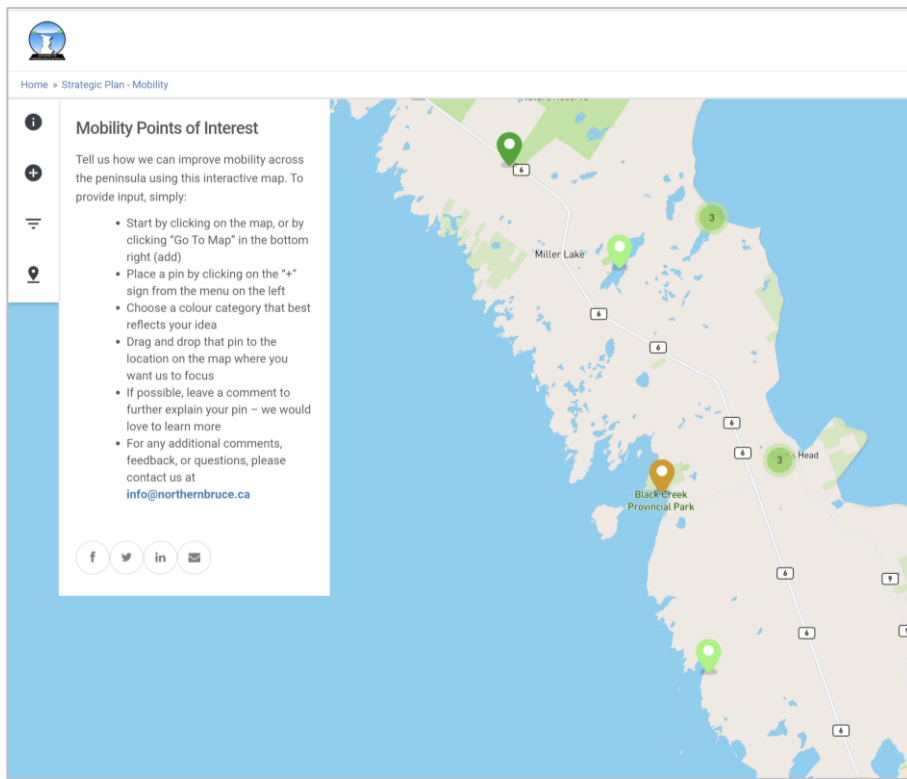 Home » Strategic Plan - Mobility
Mobility Points of Interest
Tell us how we can improve mobility across
the peninsula using this interactive map. To
provide input, simply:
• Start by clicking on the map, or by
clicking “Go To Map” in the bottom
right (add)
• Place a pin by clicking on the “+”
sign from the menu on the left
• Choose a colour category that best
reflects your idea
• Drag and drop that pin to the
location on the map where you
want us to focus
• If possible, leave a comment to
further explain your pin – we would
love to learn more
• For any additional comments,
feedback, or questions, please
contact us at
info@northernbruce.ca
6
3
Miller Lake
6
6
6
6
3
Head
Black Creek
Provincial Park
6
9
6
6